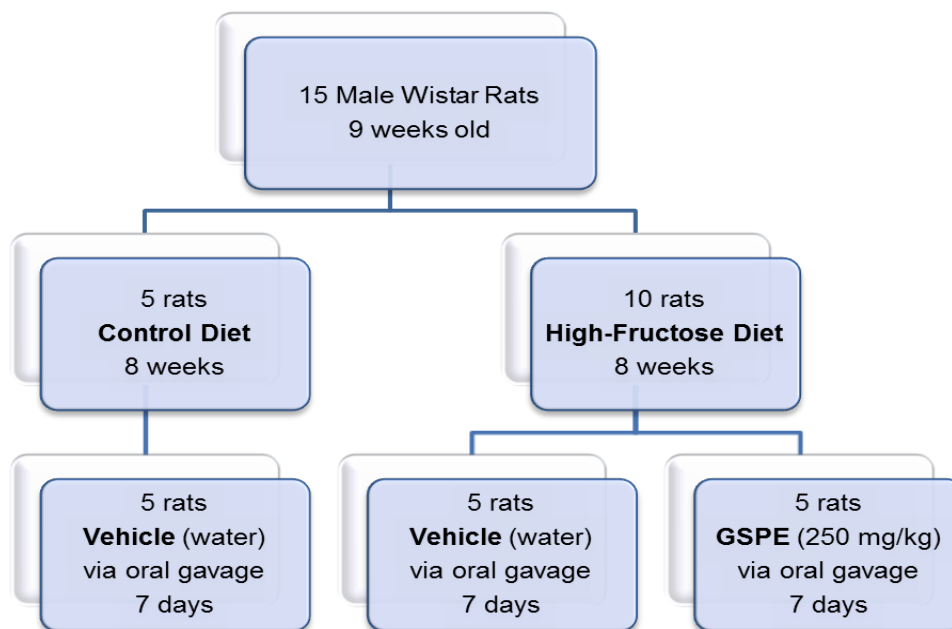 15 Male Wistar Rats
9 weeks old
5 rats
Control Diet
8 weeks
10 rats
High-Fructose Diet
8 weeks
5 rats
Vehicle (water)
via oral gavage
7 days
5 rats
Vehicle (water)
via oral gavage
7 days
5 rats
GSPE (250 mg/kg)
via oral gavage
7 days